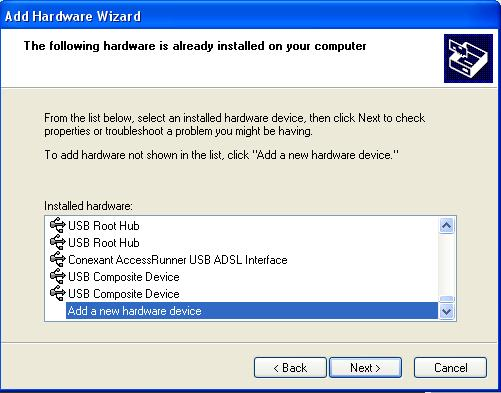 Add Hardware Wizard
The following hardware is already installed on your computer
From the list below, select an installed hardware device, then click Next to check
properties or troubleshoot a problem you might be having.
To add hardware not shown in the list, click "Add a new hardware device."
Installed hardware:
USB Root Hub
USB Root Hub
Conexant AccessRunner USB ADSL Interface
USB Composite Device
USB Composite Device
Add a new hardware device
< Back Next > Cancel